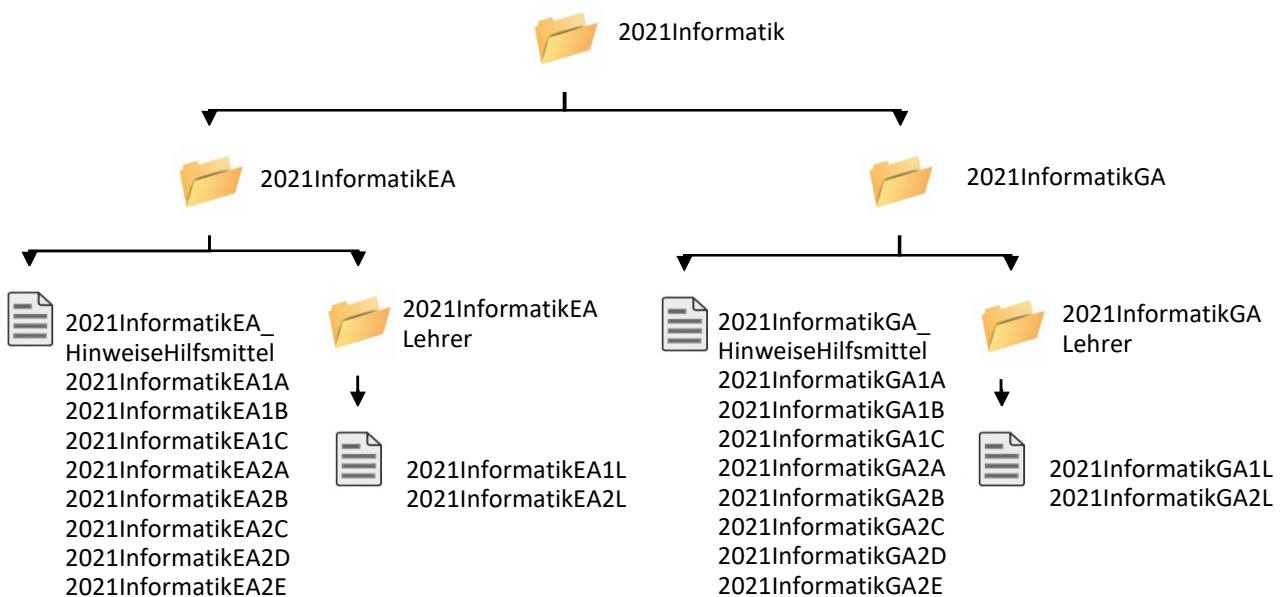 2021Informatik
2021InformatikEA
2021InformatikGA
2021InformatikEA_
HinweiseHilfsmittel
2021InformatikEA1A
2021InformatikEA1B
2021InformatikEA1C
2021InformatikEA2A
2021InformatikEA2B
2021InformatikEA2C
2021InformatikEA2D
2021InformatikEA2E
2021InformatikEA
Lehrer
2021InformatikEA1L
2021InformatikEA2L
2021InformatikGA_
HinweiseHilfsmittel
2021InformatikGA1A
2021InformatikGA1B
2021InformatikGA1C
2021InformatikGA2A
2021InformatikGA2B
2021InformatikGA2C
2021InformatikGA2D
2021InformatikGA2E
2021InformatikGA
Lehrer
2021InformatikGA1L
2021InformatikGA2L